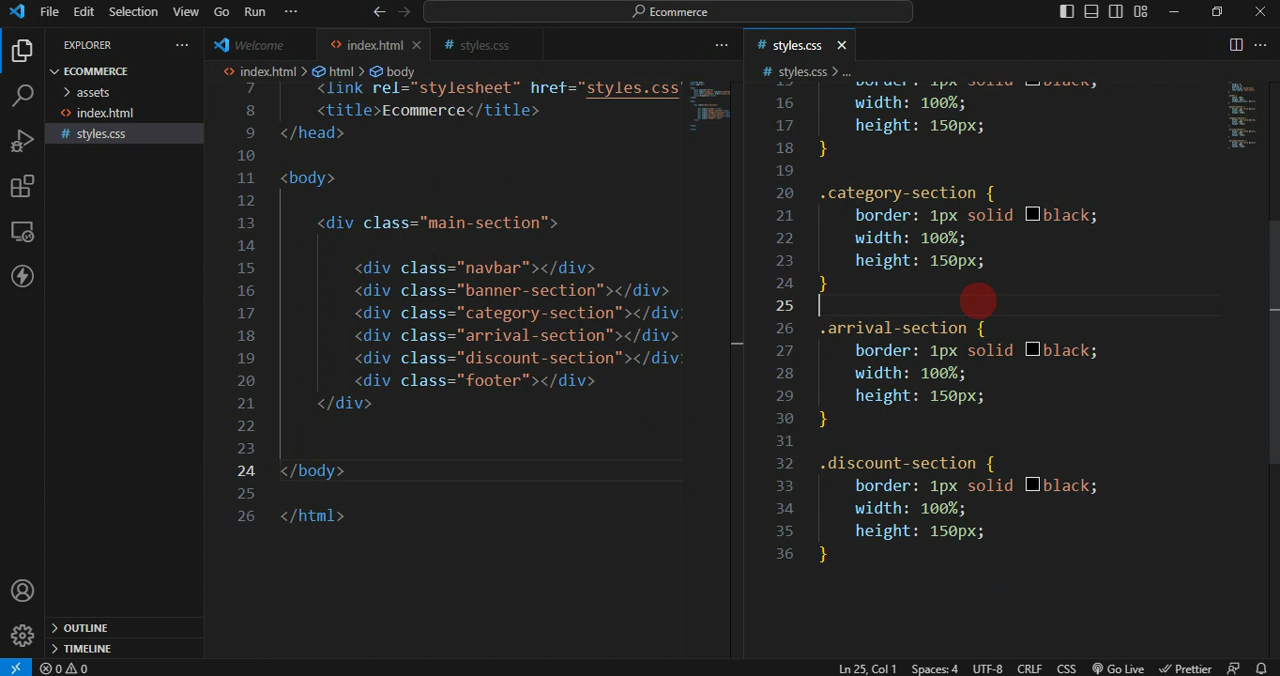 File Edit Selection View Go Run ··· Ecommerce
EXPLORER ···
ECOMMERCE
assets
index.html
# styles.css
OUTLINE
TIMELINE
Welcome <> index.html # styles.css ···
<> index.html > html > body
7 <link rel="stylesheet" href="styles.css"
8 <title>Ecommerce</title>
9 </head>
10
11 <body>
12
13 <div class="main-section">
14
15 <div class="navbar"></div>
16 <div class="banner-section"></div>
17 <div class="category-section"></div>
18 <div class="arrival-section"></div>
19 <div class="discount-section"></div>
20 <div class="footer"></div>
21 </div>
22
23
24 </body>
25
26 </html>
# styles.css ···
# styles.css > ...
15 border: 1px solid black;
16 width: 100%;
17 height: 150px;
18 }
19
20 .category-section {
21 border: 1px solid black;
22 width: 100%;
23 height: 150px;
24 }
25
26 .arrival-section {
27 border: 1px solid black;
28 width: 100%;
29 height: 150px;
30 }
31
32 .discount-section {
33 border: 1px solid black;
34 width: 100%;
35 height: 150px;
36 }
0 0 Ln 25, Col 1 Spaces: 4 UTF-8 CRLF CSS Go Live Prettier